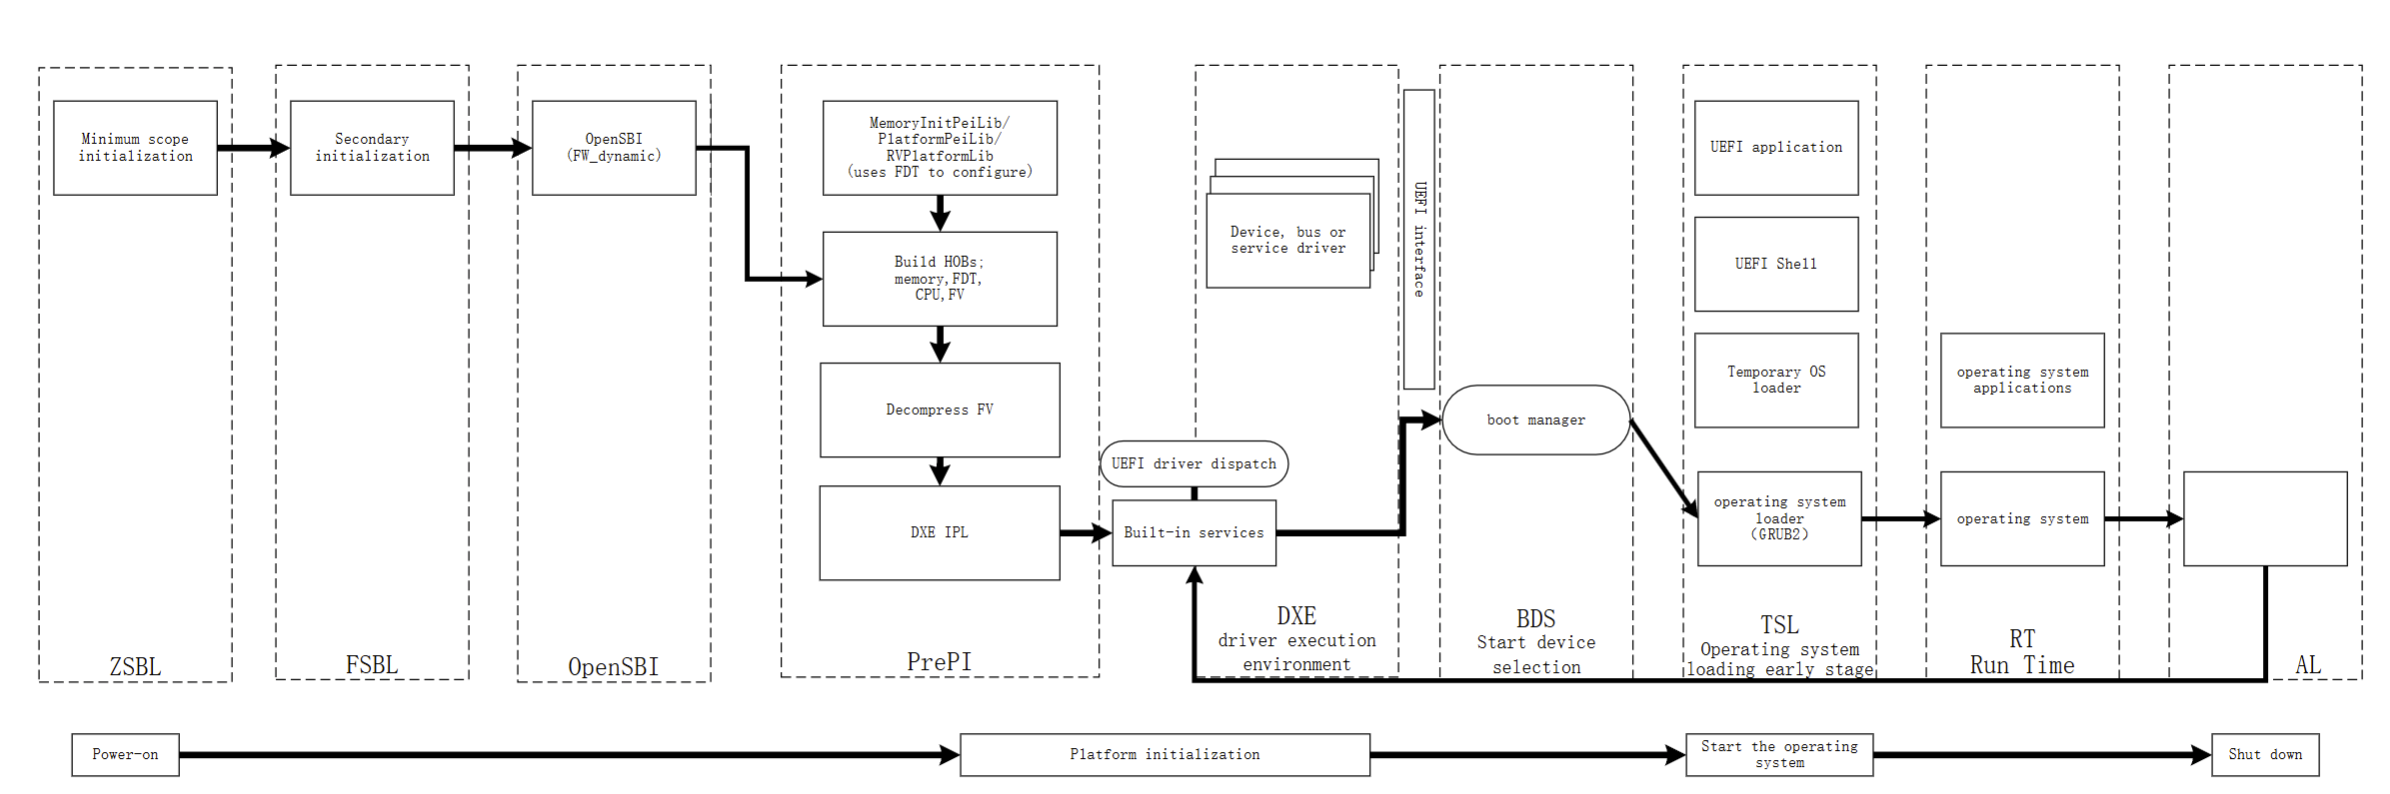 Minimum scope
initialization
ZSBL
Secondary
initialization
FSBL
OpenSBI
(FW_dynamic)
OpenSBI
MemoryInitPeiLib/
PlatformPeiLib/
RVPlatformLib
(uses FDT to configure)
Build HOBs;
memory,FDT,
CPU,FV
Decompress FV
DXE IPL
PrePI
Device, bus or
service driver
UEFI driver dispatch
Built-in services
DXE
driver execution
environment
UEFI interface
boot manager
BDS
Start device
selection
UEFI application
UEFI Shell
Temporary OS
loader
operating system
loader
(GRUB2)
TSL
Operating system
loading early stage
operating system
applications
operating system
RT
Run Time
AL
Power-on
Platform initialization
Start the operating
system
Shut down